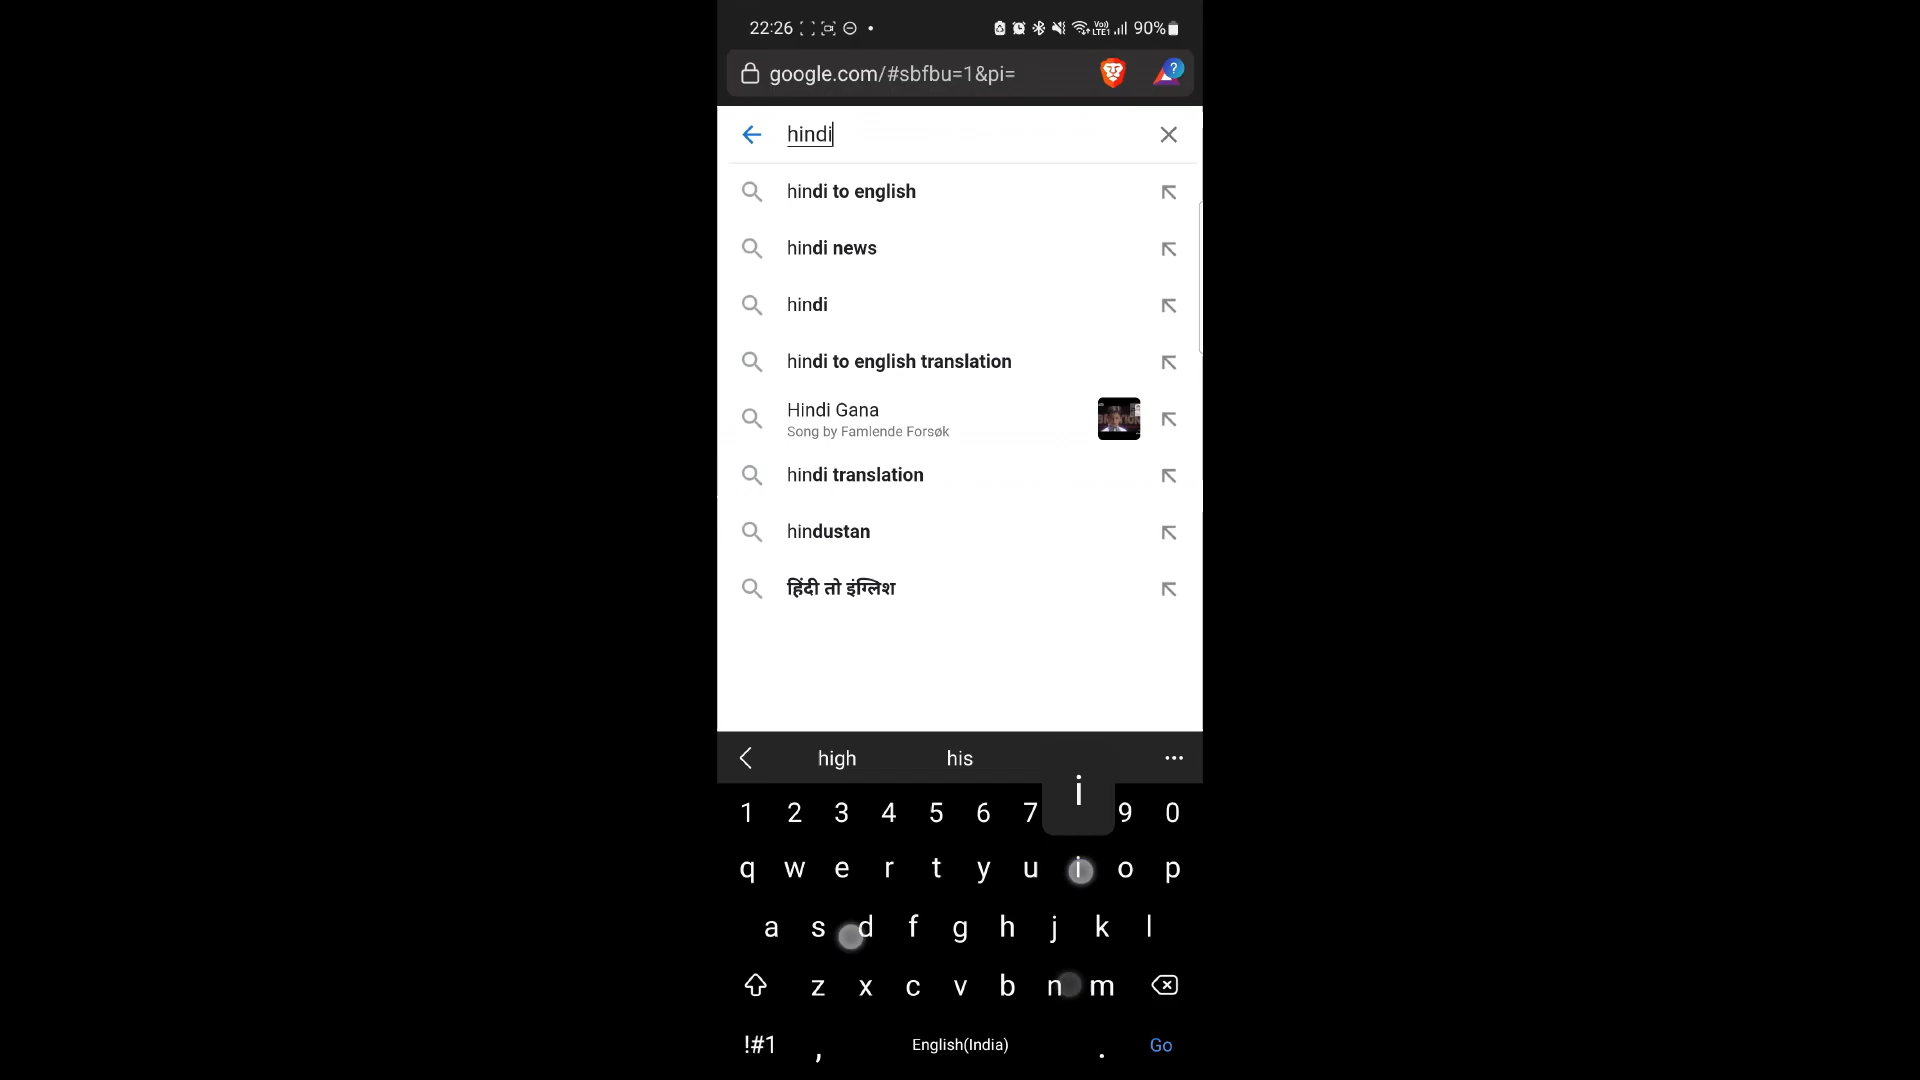 22:26
Vo)) LTE1 90%
google.com/#sbfbu=1&pi=
?
hindi
hindi to english
hindi news
hindi
hindi to english translation
Hindi Gana
Song by Famlende Forsøk
hindi translation
hindustan
हिंदी तो इंग्लिश
high his
i
1 2 3 4 5 6 7 9 0
q w e r t y u i o p
a s d f g h j k l
z x c v b n m
!#1 , English(India) . Go